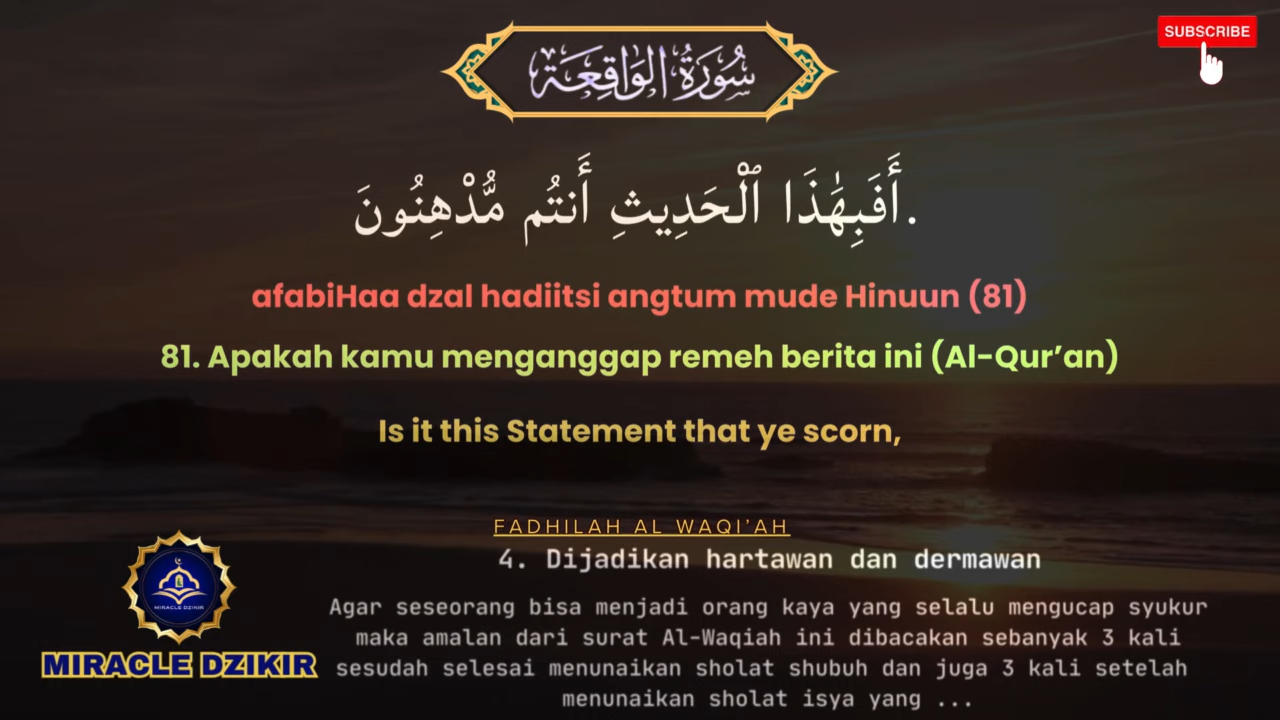 سُورَةُ الوَاقِعَة
SUBSCRIBE
أَفَبِهَٰذَا ٱلْحَدِيثِ أَنتُم مُّدْهِنُونَ.
afabiHaa dzal hadiitsi angtum mude Hinuun (81)
81. Apakah kamu menganggap remeh berita ini (Al-Qur’an)
Is it this Statement that ye scorn,
FADHILAH AL WAQI’AH
4. Dijadikan hartawan dan dermawan
Agar seseorang bisa menjadi orang kaya yang selalu mengucap syukur
maka amalan dari surat Al-Waqiah ini dibacakan sebanyak 3 kali
sesudah selesai menunaikan sholat shubuh dan juga 3 kali setelah
menunaikan sholat isya yang ...
MIRACLE DZIKIR
MIRACLE DZIKIR